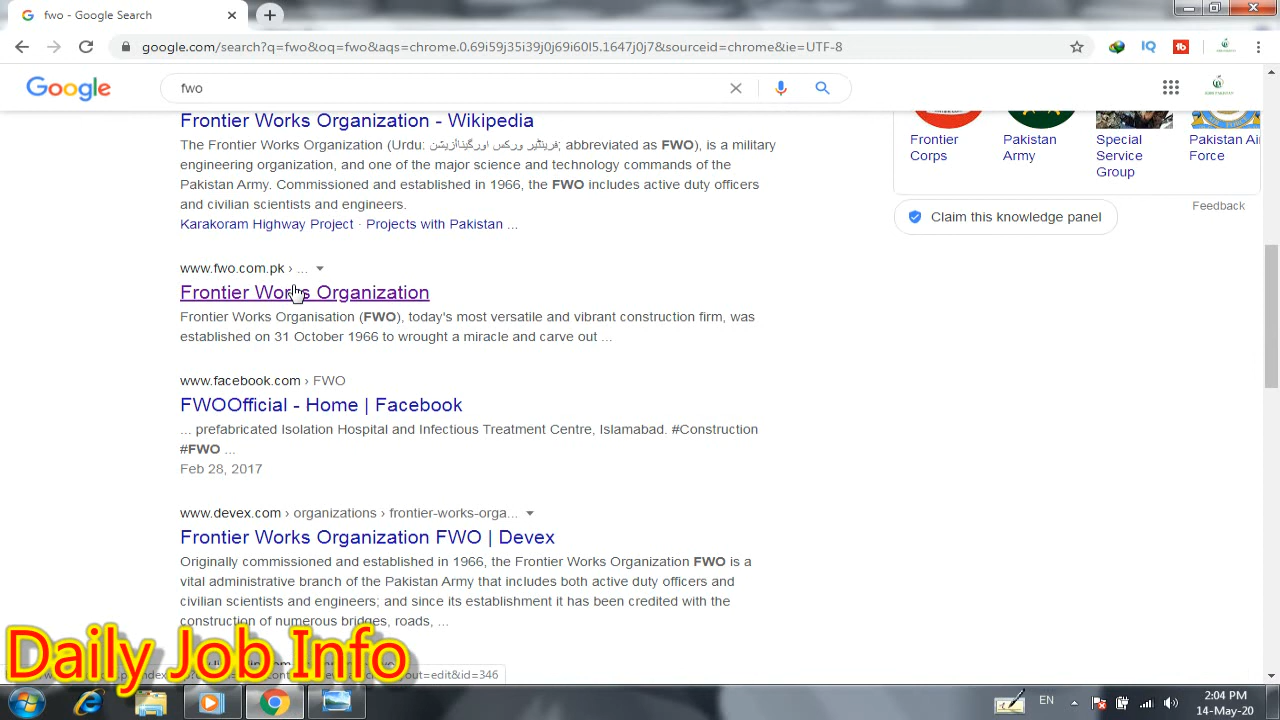 fwo - Google Search
google.com/search?q=fwo&oq=fwo&aqs=chrome.0.69i59j35i39j0j69i60l5.1647j0j7&sourceid=chrome&ie=UTF-8
IQ
Google
fwo
Frontier Works Organization - Wikipedia
The Frontier Works Organization (Urdu: فرینٹیر ورکس اورگینازیشن; abbreviated as FWO), is a military
engineering organization, and one of the major science and technology commands of the
Pakistan Army. Commissioned and established in 1966, the FWO includes active duty officers
and civilian scientists and engineers.
Karakoram Highway Project · Projects with Pakistan ...
Frontier Corps
Pakistan Army
Special Service Group
Pakistan Air Force
Feedback
Claim this knowledge panel
www.fwo.com.pk › ...
Frontier Works Organization
Frontier Works Organisation (FWO), today's most versatile and vibrant construction firm, was
established on 31 October 1966 to wrought a miracle and carve out ...
www.facebook.com › FWO
FWOOfficial - Home | Facebook
... prefabricated Isolation Hospital and Infectious Treatment Centre, Islamabad. #Construction
#FWO ...
Feb 28, 2017
www.devex.com › organizations › frontier-works-orga...
Frontier Works Organization FWO | Devex
Originally commissioned and established in 1966, the Frontier Works Organization FWO is a
vital administrative branch of the Pakistan Army that includes both active duty officers and
civilian scientists and engineers; and since its establishment it has been credited with the
construction of numerous bridges, roads, ...
Daily Job Info
out=edit&id=346
EN
2:04 PM
14-May-20